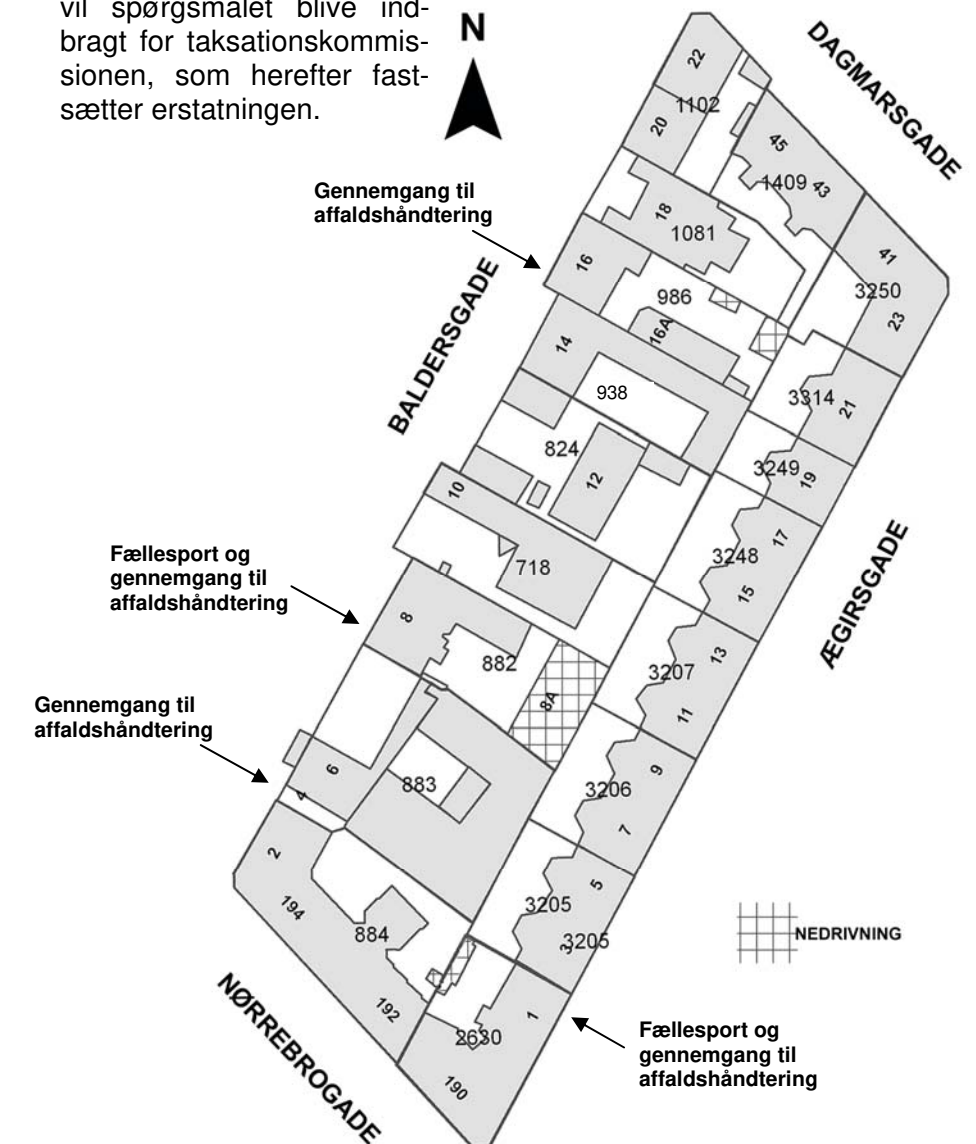 vil spørgsmålet blive ind-
bragt for taksationskommis-
sionen, som herefter fast-
sætter erstatningen.
N
DAGMARSGADE
22
1102
20
45
1409
43
Gennemgang til
affaldshåndtering
18
1081
41
16
3250
986
23
BALDERSGADE
16A
14
938
3314
21
824
3249
19
12
10
17
3248
718
15
ÆGIRSGADE
Fællesport og
gennemgang til
affaldshåndtering
8
13
882
3207
8A
11
Gennemgang til
affaldshåndtering
6
9
883
3206
4
7
2
5
3205
194
884
3
3205
NEDRIVNING
192
1
NØRREBROGADE
2630
190
Fællesport og
gennemgang til
affaldshåndtering